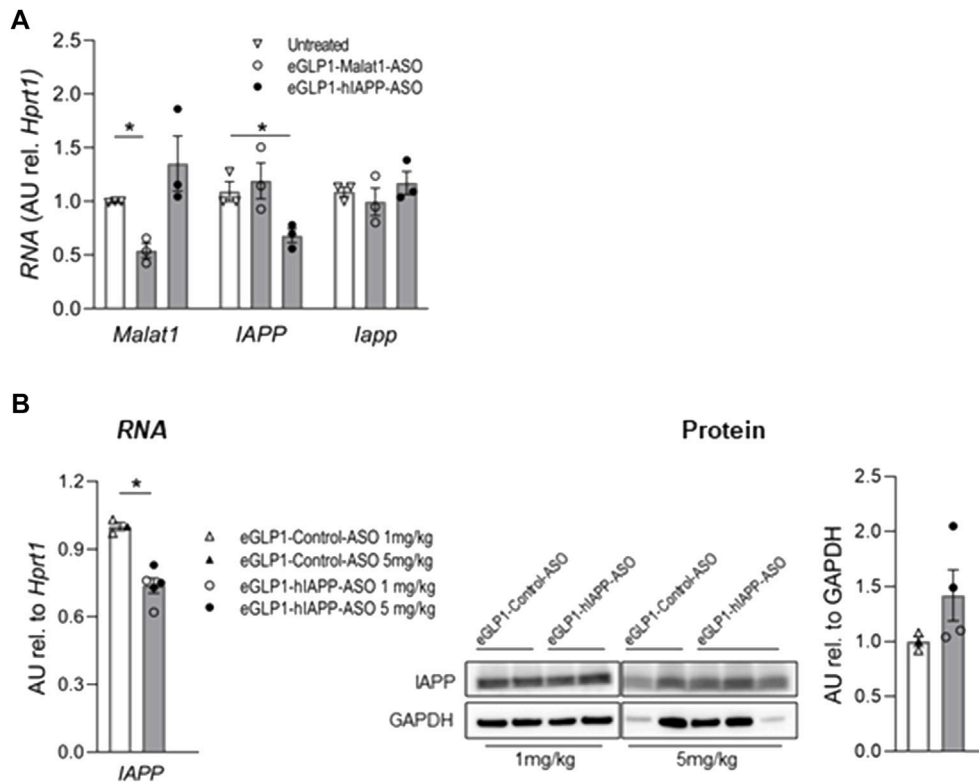 A
2.5
2.0
1.5
1.0
0.5
0.0
RNA (AU rel. Hprt1)
Untreated
eGLP1-Malat1-ASO
eGLP1-hIAPP-ASO
*
*
Malat1 IAPP Iapp
B
RNA
Protein
1.2
0.9
0.6
0.3
0.0
AU rel. to Hprt1
*
IAPP
eGLP1-Control-ASO 1mg/kg
eGLP1-Control-ASO 5mg/kg
eGLP1-hIAPP-ASO 1 mg/kg
eGLP1-hIAPP-ASO 5 mg/kg
eGLP1-Control-ASO
eGLP1-hIAPP-ASO
eGLP1-Control-ASO
eGLP1-hIAPP-ASO
IAPP
GAPDH
1mg/kg 5mg/kg
2.5
2.0
1.5
1.0
0.5
0.0
AU rel. to GAPDH